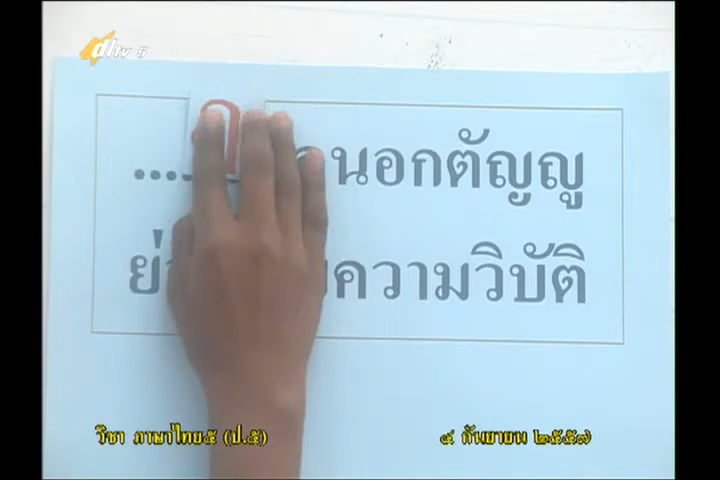 dltv 5
นอกตัญญู
ความวิบัติ
วิชา ภาษาไทย๕ (ป.๕)
๔ กันยายน ๒๕๕๗